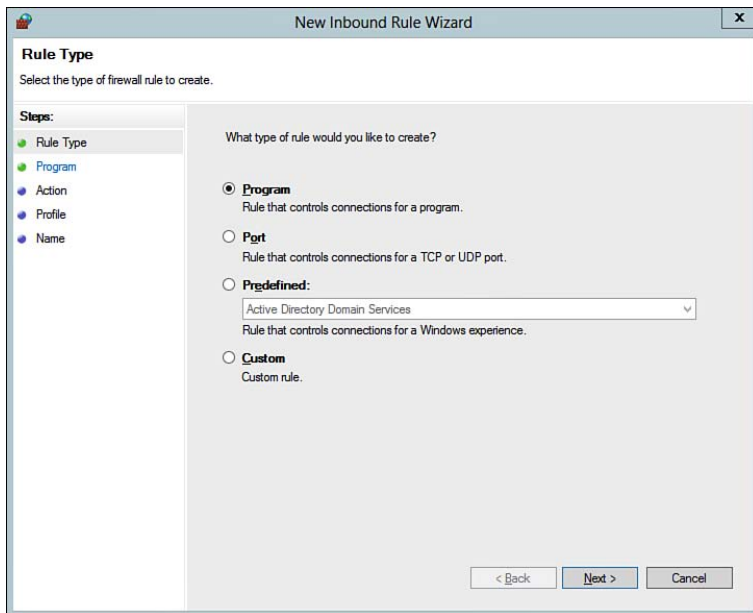 New Inbound Rule Wizard
x
Rule Type
Select the type of firewall rule to create.
Steps:
Rule Type
Program
Action
Profile
Name
What type of rule would you like to create?
Program
Rule that controls connections for a program.
Port
Rule that controls connections for a TCP or UDP port.
Predefined:
Active Directory Domain Services
Rule that controls connections for a Windows experience.
Custom
Custom rule.
< Back
Next >
Cancel